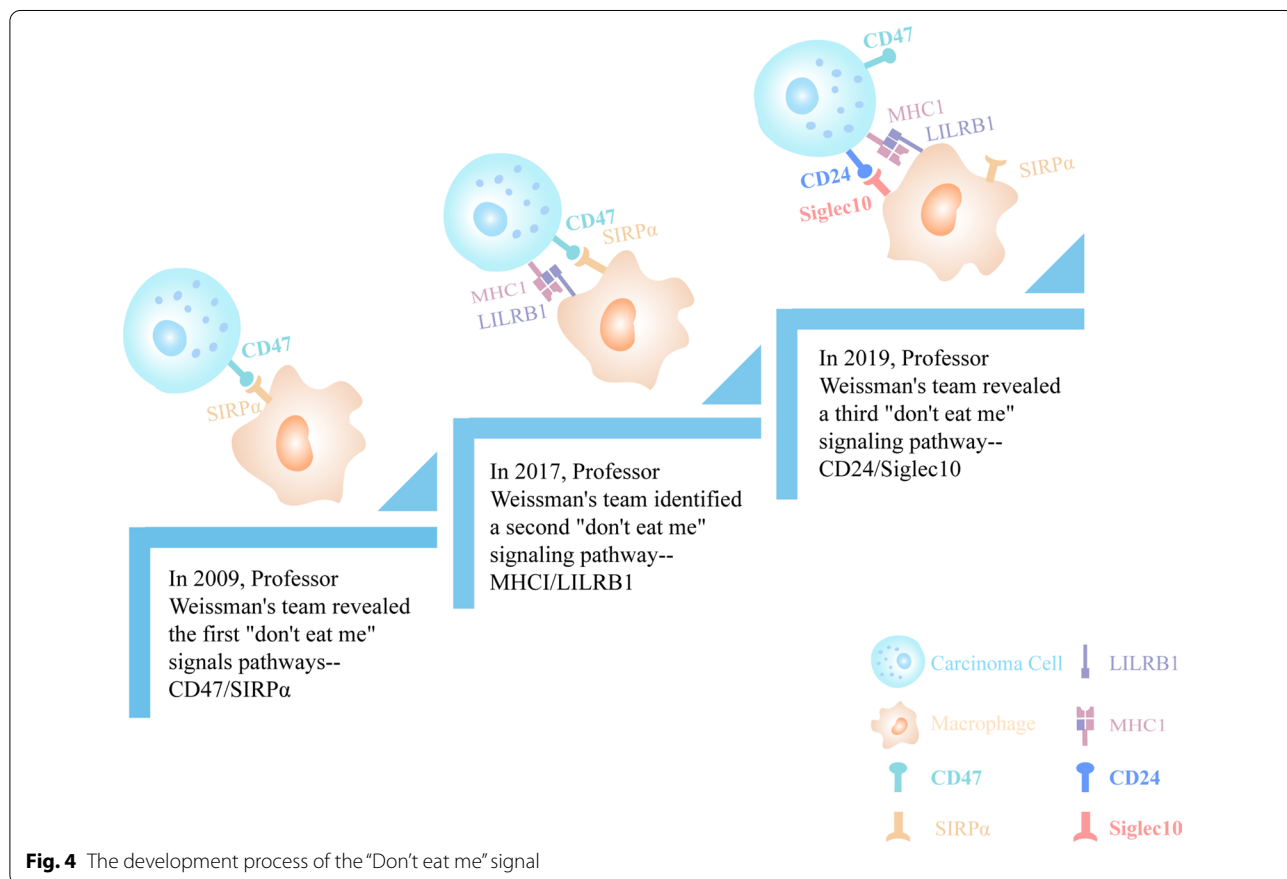 CD47
SIRPα
In 2009, Professor
Weissman's team revealed
the first "don't eat me"
signals pathways--
CD47/SIRPα
CD47
SIRPα
MHC1
LILRB1
In 2017, Professor
Weissman's team identified
a second "don't eat me"
signaling pathway--
MHCI/LILRB1
CD47
MHC1
LILRB1
SIRPα
CD24
Siglec10
In 2019, Professor
Weissman's team revealed
a third "don't eat me"
signaling pathway--
CD24/Siglec10
Carcinoma Cell
LILRB1
Macrophage
MHC1
CD47
CD24
SIRPα
Siglec10
Fig. 4 The development process of the “Don’t eat me” signal